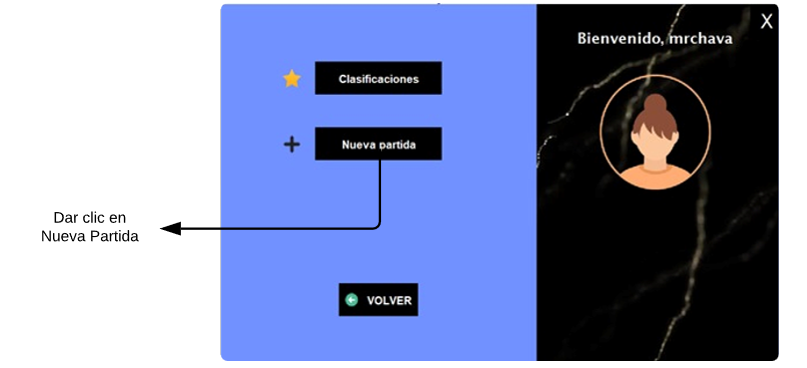 X
Bienvenido, mrchava
Clasificaciones
Nueva partida
Dar clic en
Nueva Partida
VOLVER